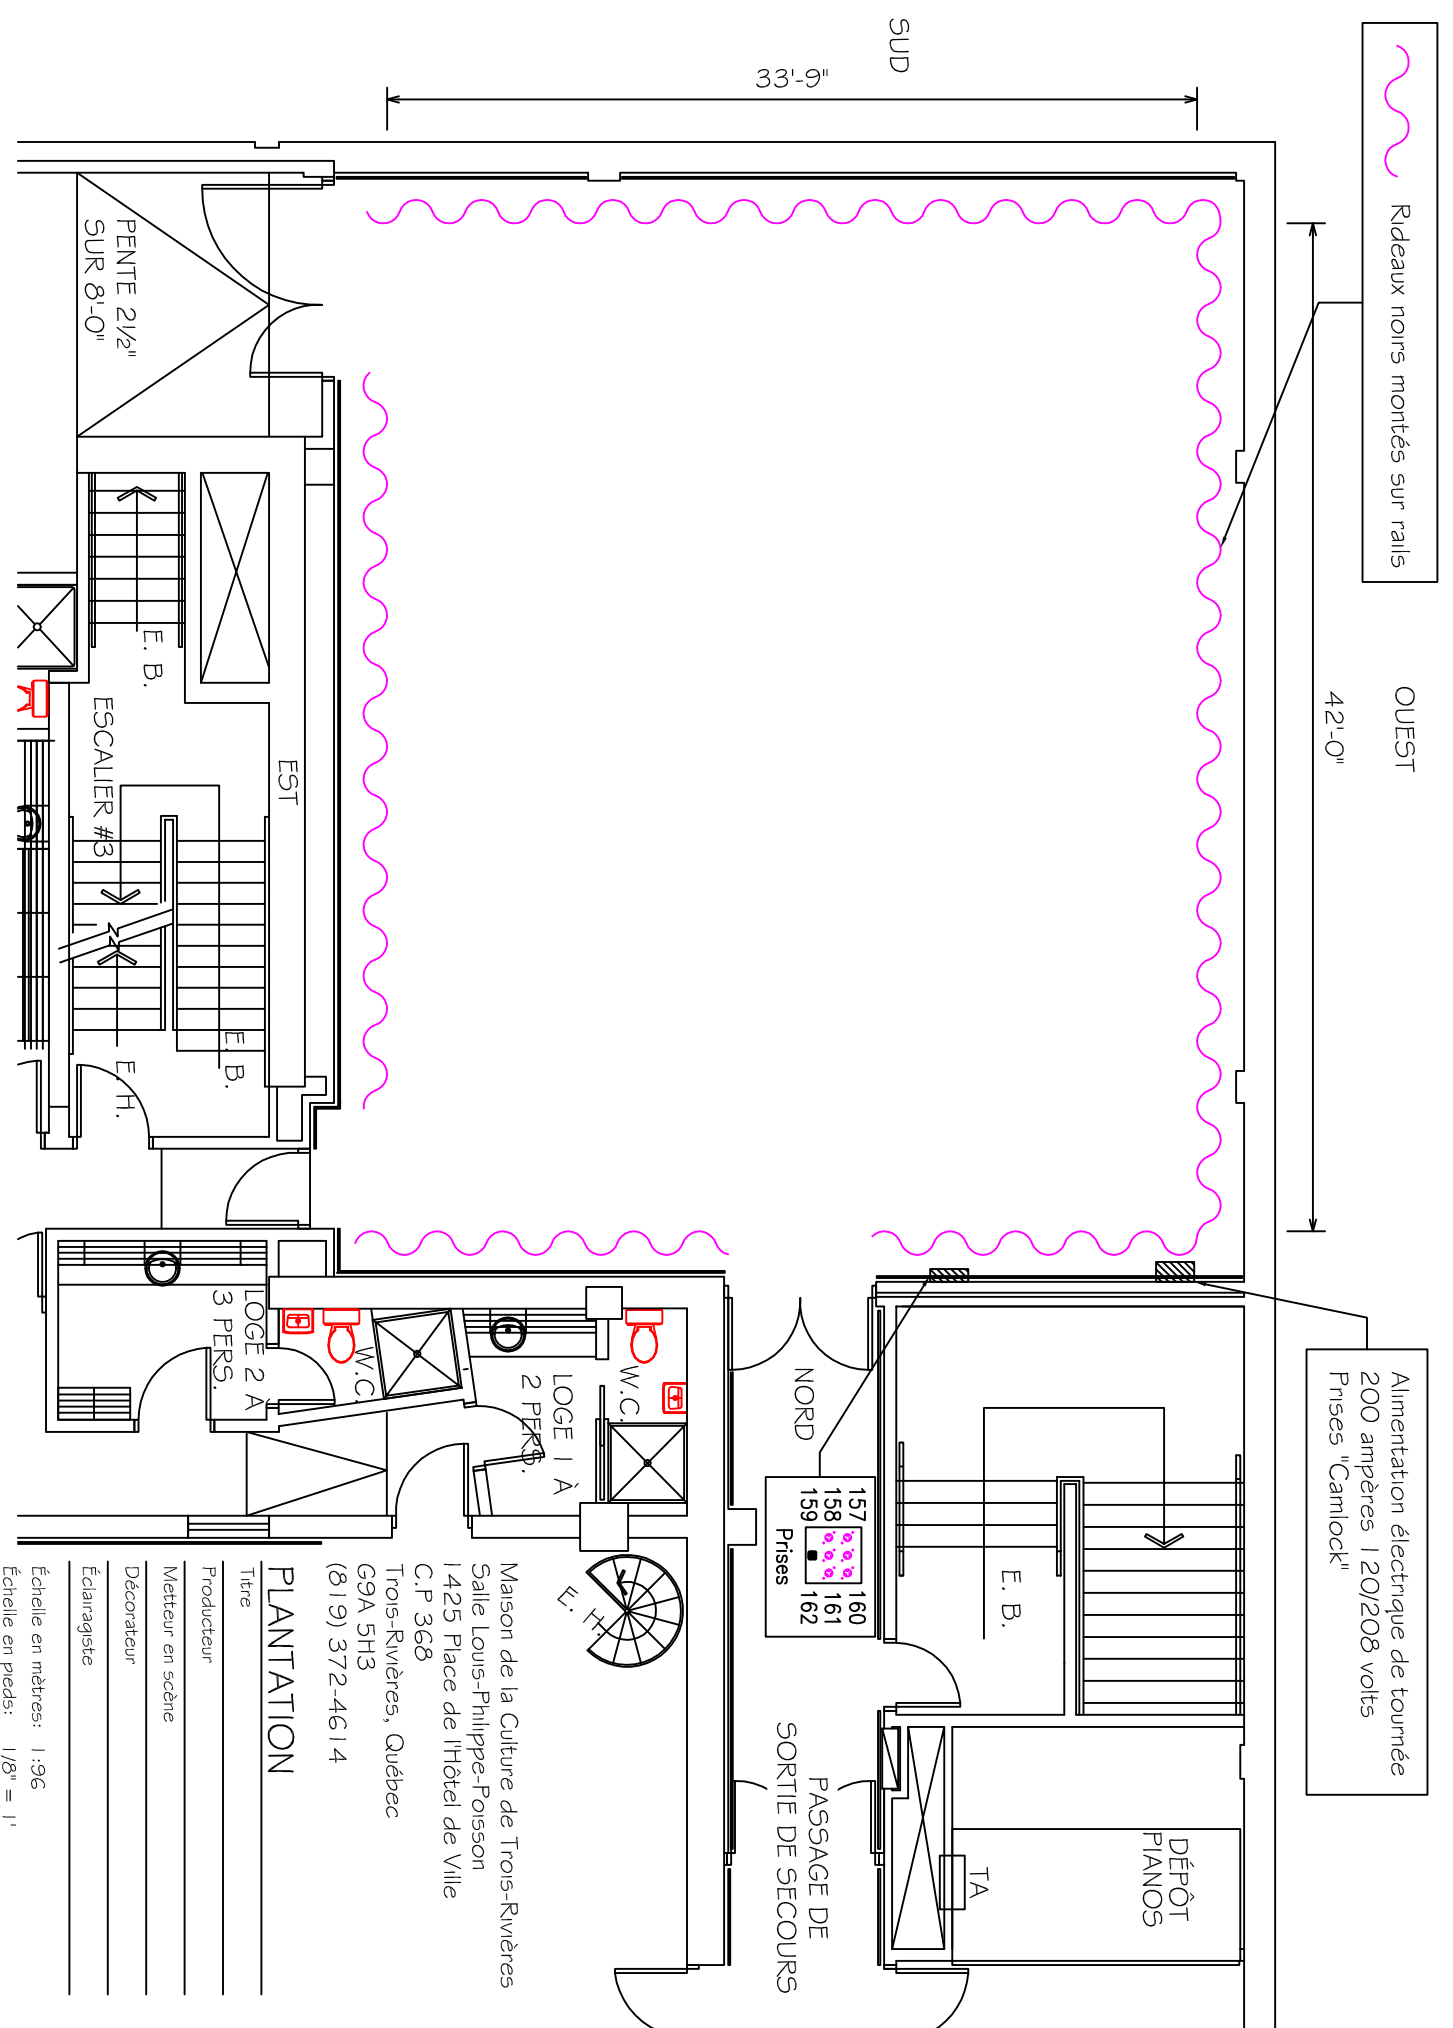 Rideaux noirs montés sur rails
OUEST
42'-0"
Alimentation électrique de tournée
200 ampères 120/208 volts
Prises "Camlock"
SUD
33'-9"
PENTE 2½"
SUR 8'-0"
E. B.
ESCALIER #3
EST
E. B.
E. H.
NORD
157
158
159
160
161
162
Prises
E. B.
DÉPÔT
PIANOS
TA
PASSAGE DE
SORTIE DE SECOURS
W.C.
LOGE 1 À
2 PERS.
W.C.
LOGE 2 À
3 PERS.
E. H.
Maison de la Culture de Trois-Rivières
Salle Louis-Philippe-Poisson
1425 Place de l'Hôtel de Ville
C.P 368
Trois-Rivières, Québec
G9A 5H3
(819) 372-4614
PLANTATION
Titre
Producteur
Metteur en scène
Décorateur
Éclairagiste
Échelle en mètres: 1:96
Échelle en pieds: 1/8" = 1'